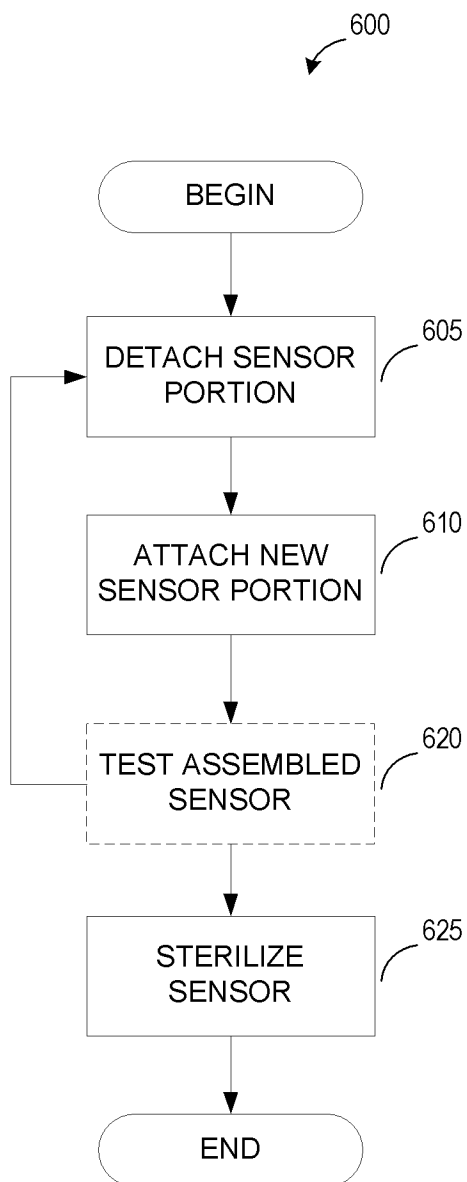 600
BEGIN
DETACH SENSOR
PORTION
605
ATTACH NEW
SENSOR PORTION
610
TEST ASSEMBLED
SENSOR
620
STERILIZE
SENSOR
625
END